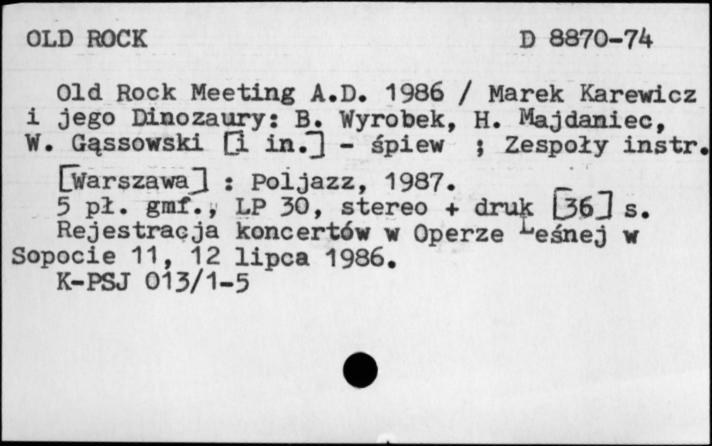 OLD ROCK D 8870-74
Old Rock Meeting A.D. 1986 / Marek Karewicz
i jego Dinozaury: B. Wyrobek, H. Majdaniec,
W. Gąssowski [i in.] - śpiew ; Zespoły instr.
[Warszawa] : Poljazz, 1987.
5 pł. gmf., LP 30, stereo + druk [36] s.
Rejestracja koncertów w Operze Leśnej w
Sopocie 11, 12 lipca 1986.
K-PSJ 013/1-5